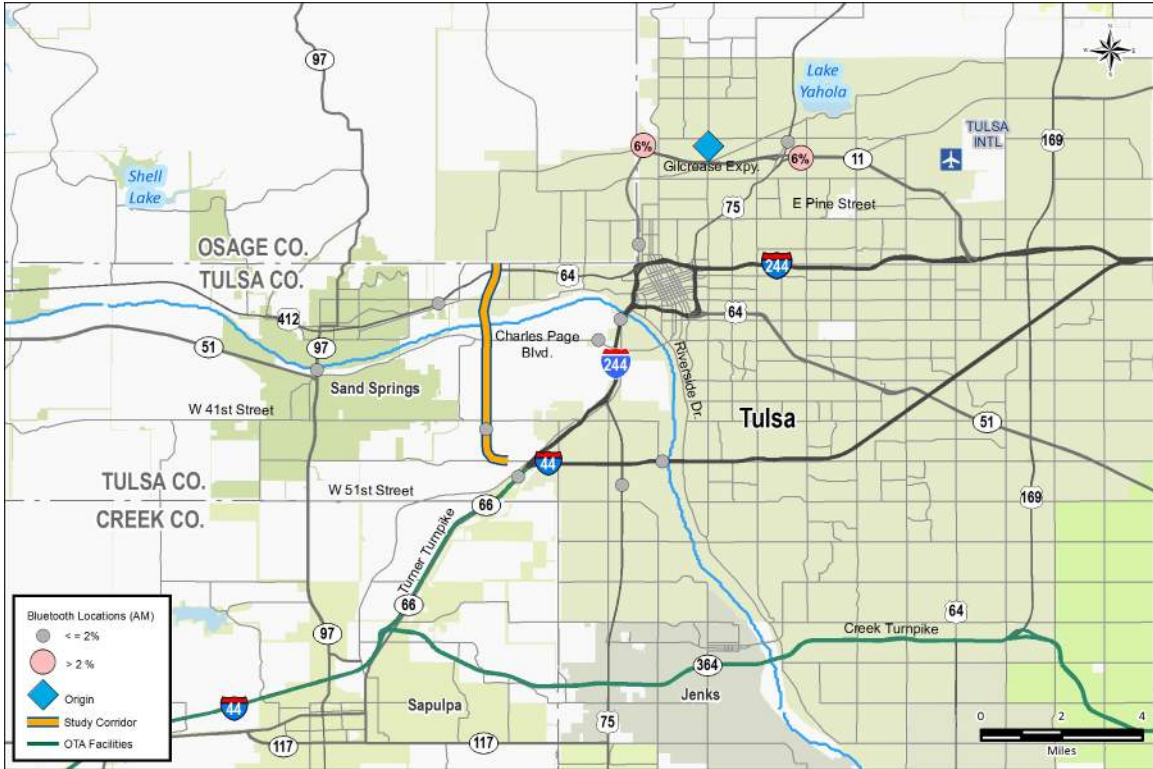 N
W
E
S
97
Lake
Yahola
TULSA
INTL
169
6%
6%
Gilcrease Expy.
11
Shell
Lake
75
E Pine Street
OSAGE CO.
TULSA CO.
64
244
412
64
51
97
Charles Page
Blvd.
244
Riverside Dr.
Sand Springs
W 41st Street
Tulsa
51
44
TULSA CO.
CREEK CO.
W 51st Street
66
169
Turner Turnpike
66
64
97
Creek Turnpike
364
Jenks
Sapulpa
44
75
117
117
Bluetooth Locations (AM)
< = 2%
> 2 %
Origin
Study Corridor
OTA Facilities
0 2 4
Miles